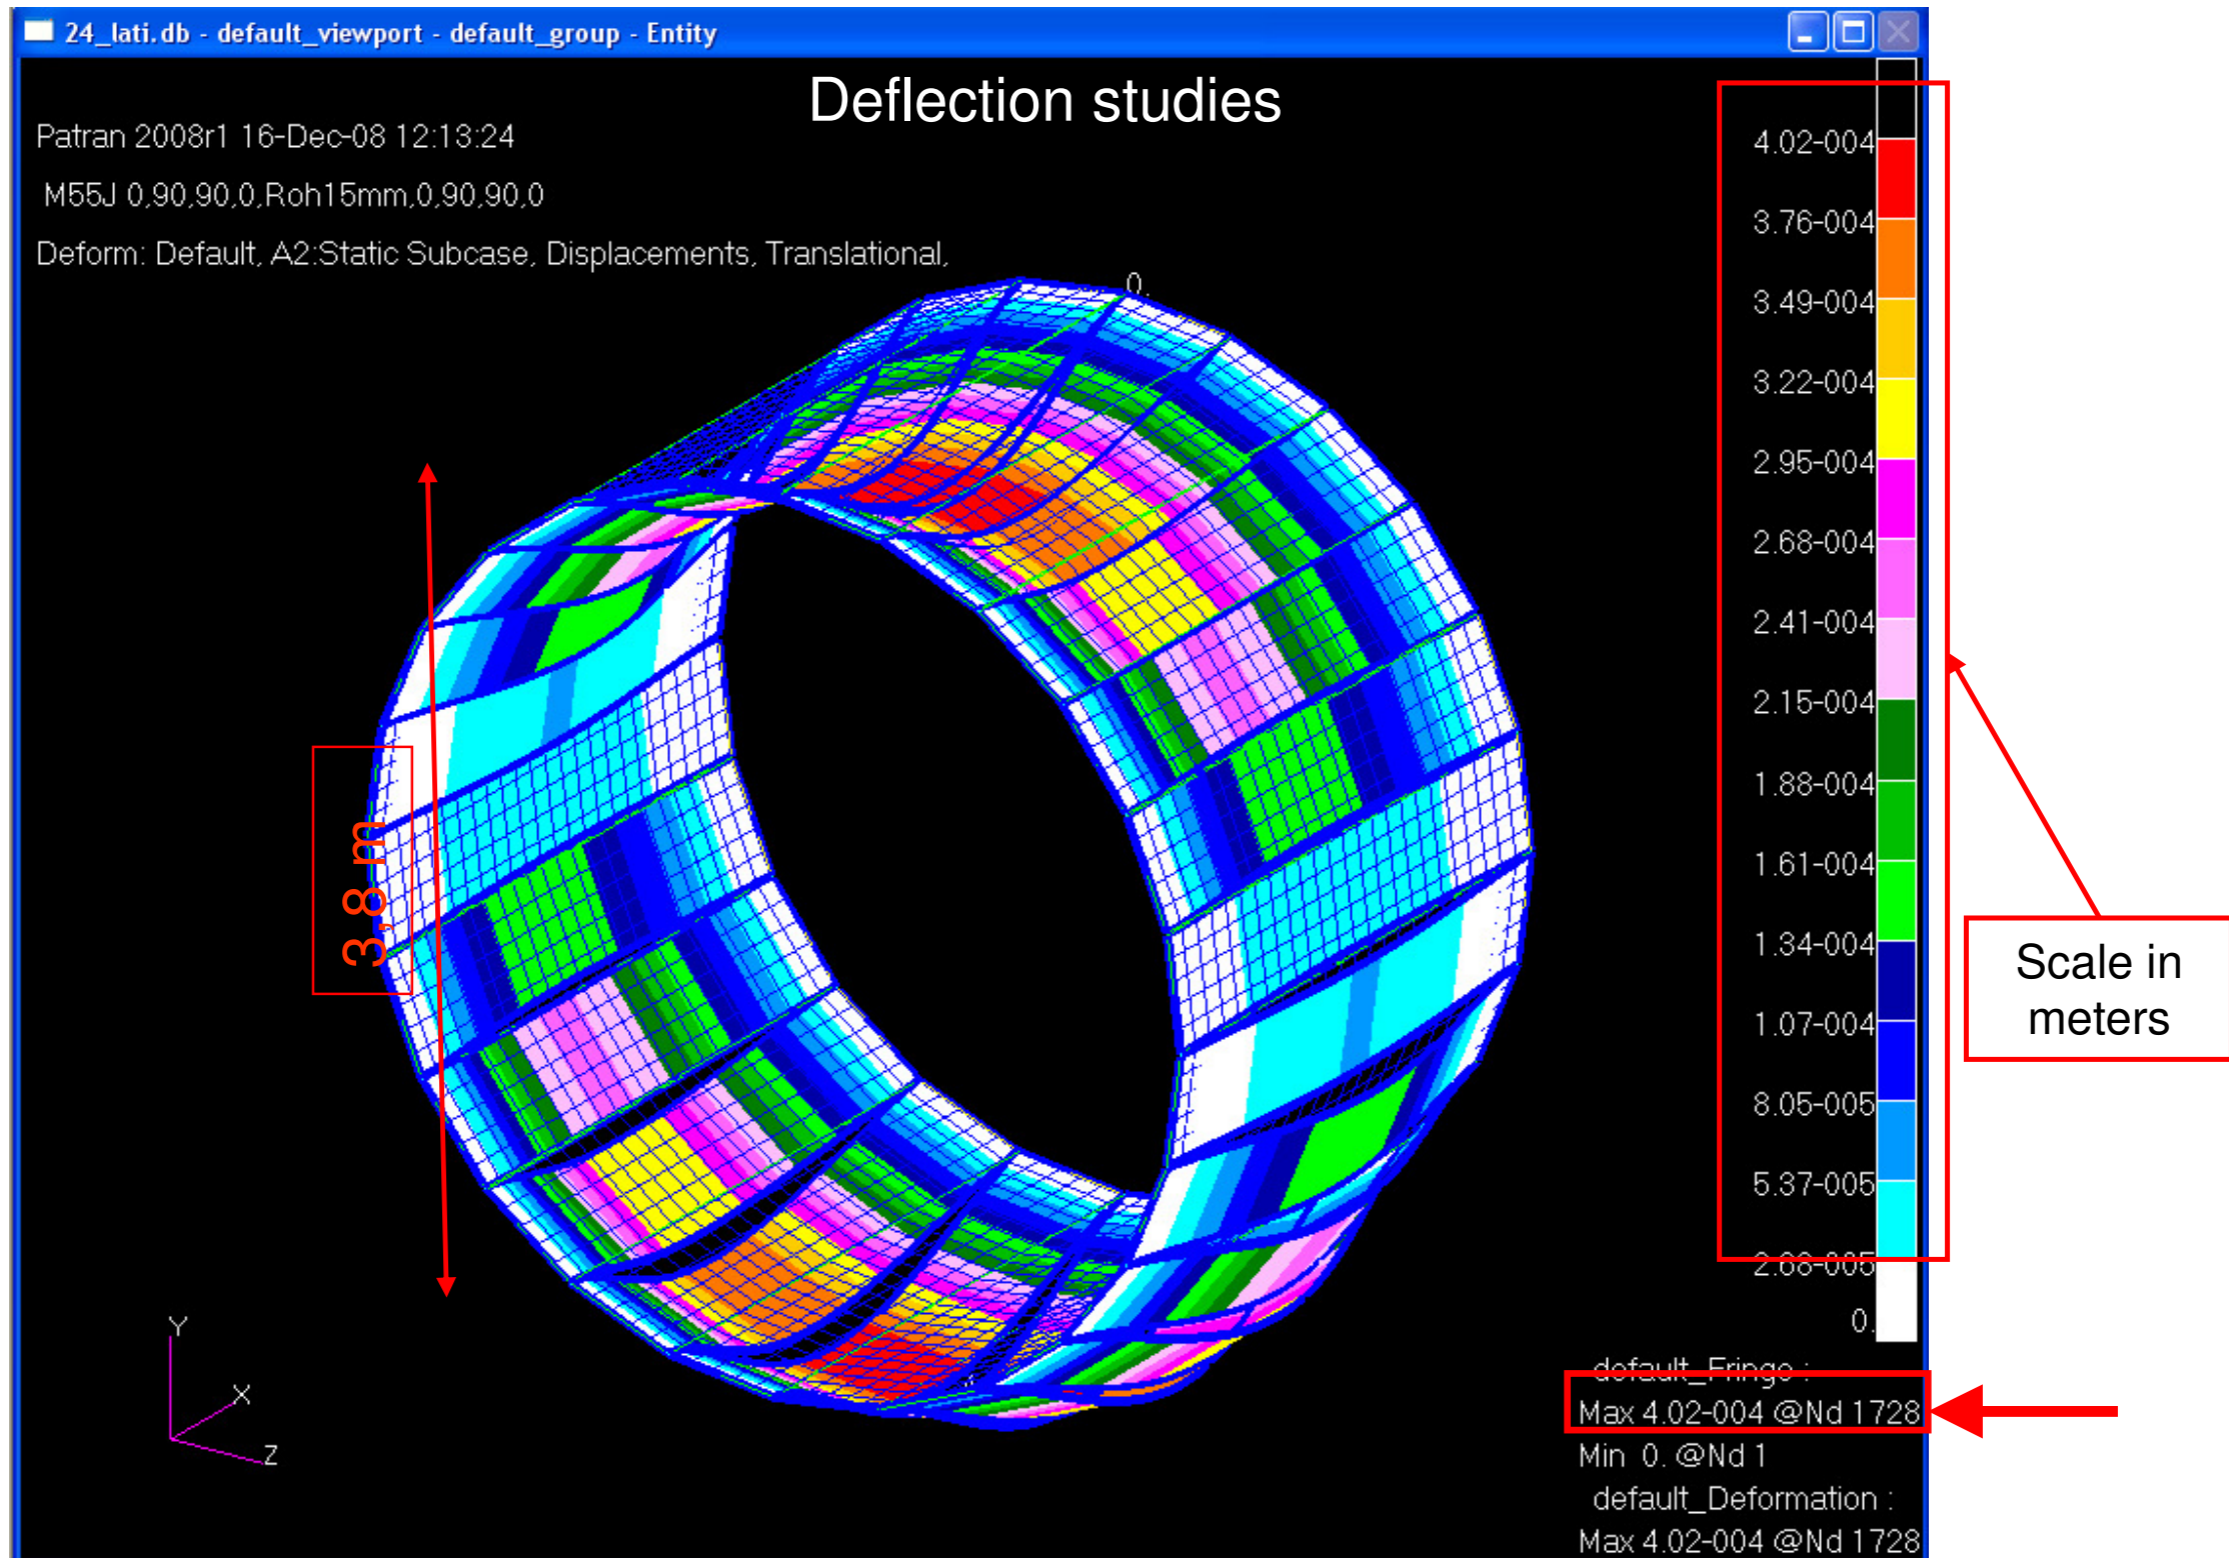 24_lati.db - default_viewport - default_group - Entity
Deflection studies
Patran 2008r1 16-Dec-08 12:13:24
M55J 0,90,90,0,Roh15mm,0,90,90,0
Deform: Default, A2:Static Subcase, Displacements, Translational,
0.
4.02-004
3.76-004
3.49-004
3.22-004
2.95-004
2.68-004
2.41-004
2.15-004
1.88-004
1.61-004
1.34-004
1.07-004
8.05-005
5.37-005
2.68-005
0.
3,8 m
Scale in
meters
Y
X
Z
default_Fringe :
Max 4.02-004 @Nd 1728
Min 0. @Nd 1
default_Deformation :
Max 4.02-004 @Nd 1728